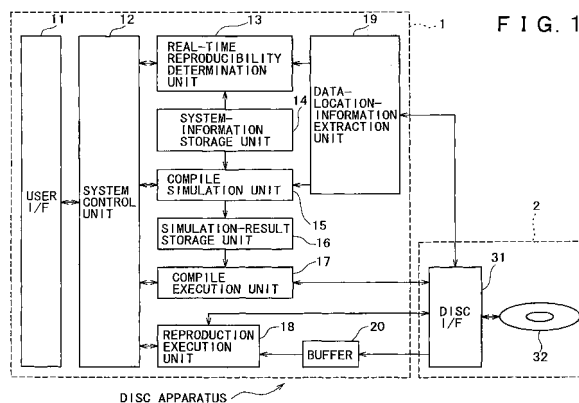 FIG. 1
11
12
13
19
1
REAL-TIME
REPRODUCIBILITY
DETERMINATION
UNIT
14
SYSTEM-
INFORMATION
STORAGE UNIT
DATA-
LOCATION-
INFORMATION
EXTRACTION
UNIT
USER
I/F
SYSTEM
CONTROL
UNIT
COMPILE
SIMULATION UNIT
15
SIMULATION-RESULT
STORAGE UNIT
16
17
COMPILE
EXECUTION UNIT
18
REPRODUCTION
EXECUTION
UNIT
20
BUFFER
2
31
DISC
I/F
32
DISC APPARATUS